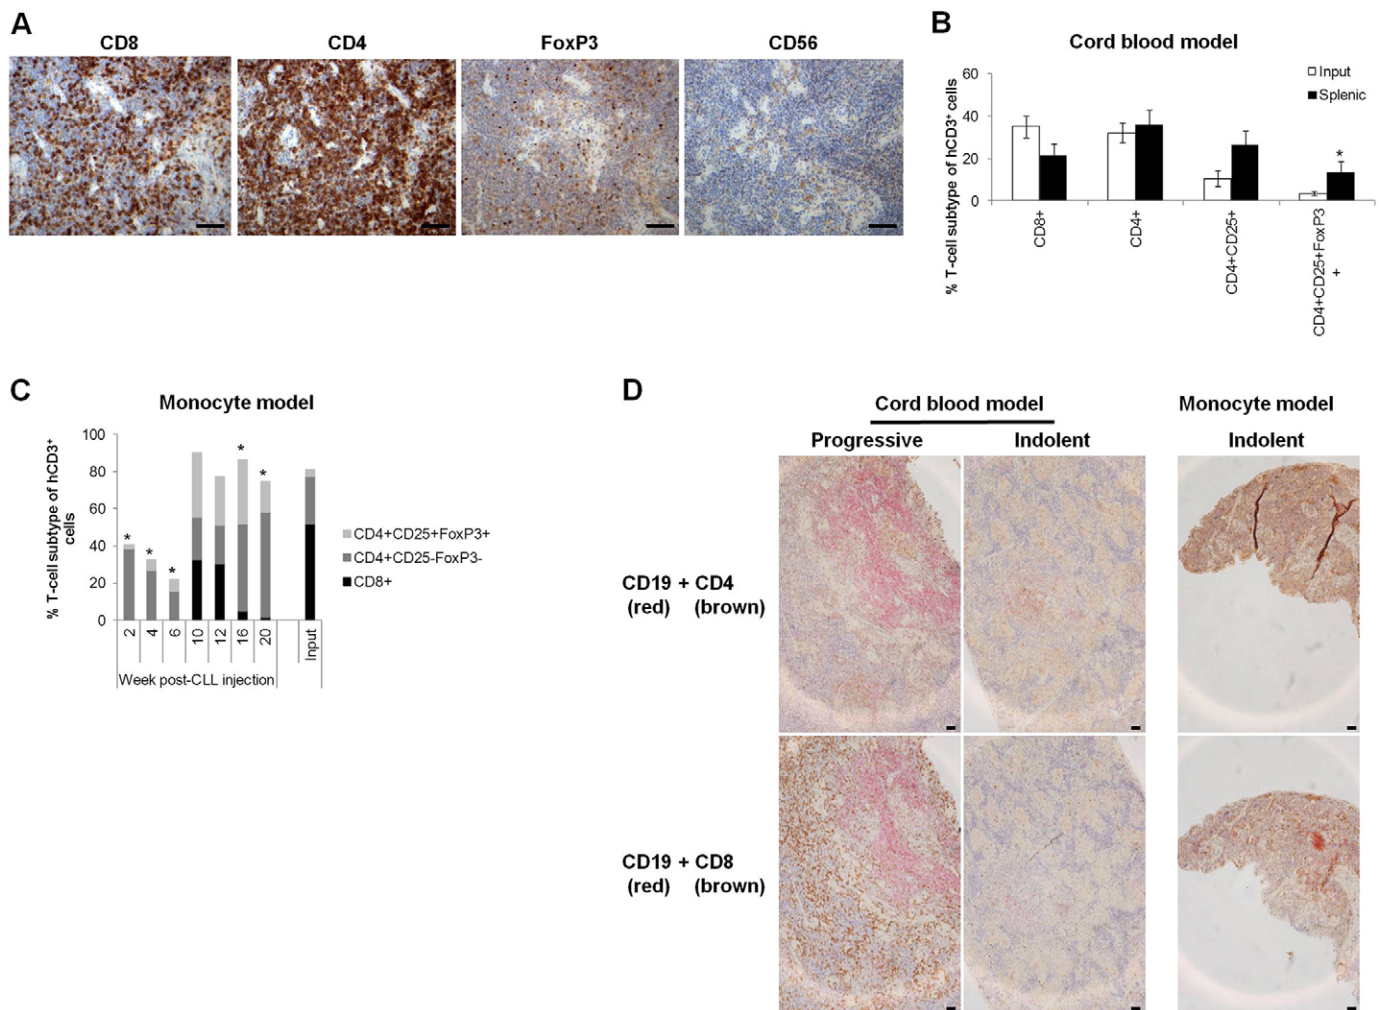 A
CD8
CD4
FoxP3
CD56
B
Cord blood model
% T-cell subtype of hCD3+ cells
60
40
20
0
Input
Splenic
*
CD8+
CD4+
CD4+CD25+
CD4+CD25+FoxP3
+
C
Monocyte model
% T-cell subtype of hCD3+
cells
100
80
60
40
20
0
*
*
*
*
*
2
4
6
10
12
16
20
Input
Week post-CLL injection
CD4+CD25+FoxP3+
CD4+CD25-FoxP3-
CD8+
D
Cord blood model
Monocyte model
Progressive
Indolent
Indolent
CD19 + CD4
(red) (brown)
CD19 + CD8
(red) (brown)